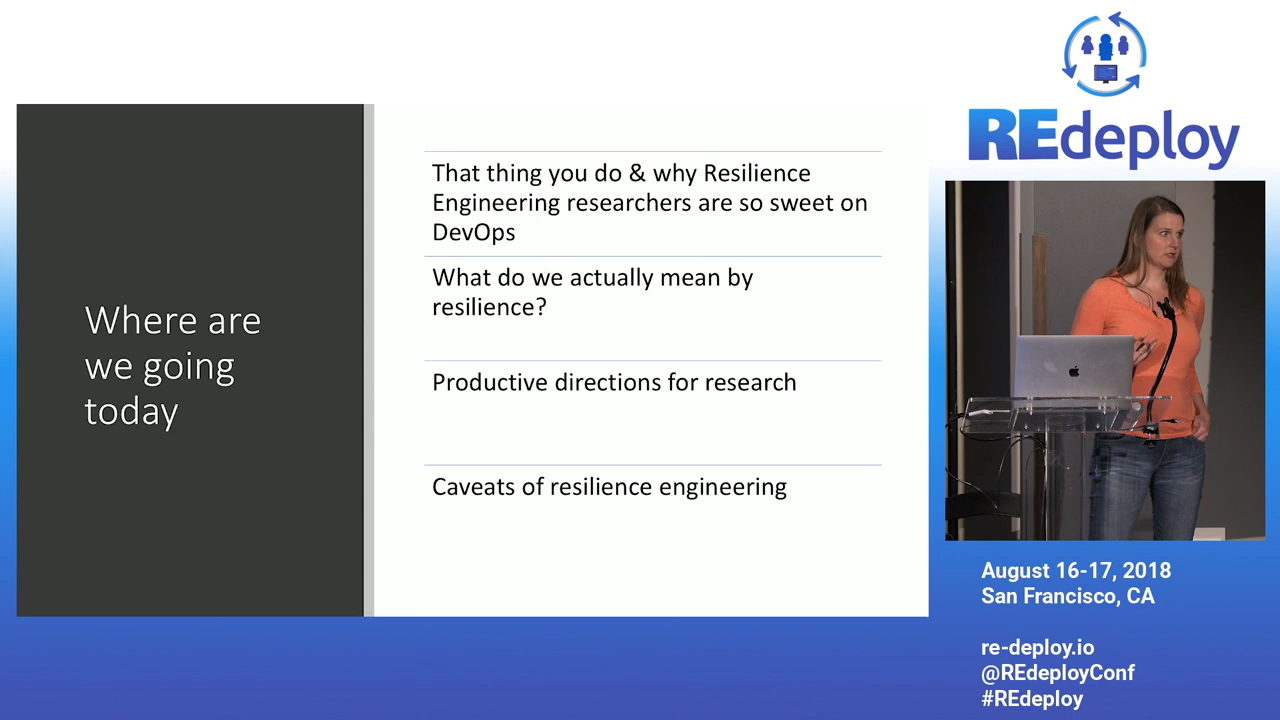 Where are
we going
today
That thing you do & why Resilience
Engineering researchers are so sweet on
DevOps
What do we actually mean by
resilience?
Productive directions for research
Caveats of resilience engineering
REdeploy
August 16-17, 2018
San Francisco, CA
re-deploy.io
@REdeployConf
#REdeploy